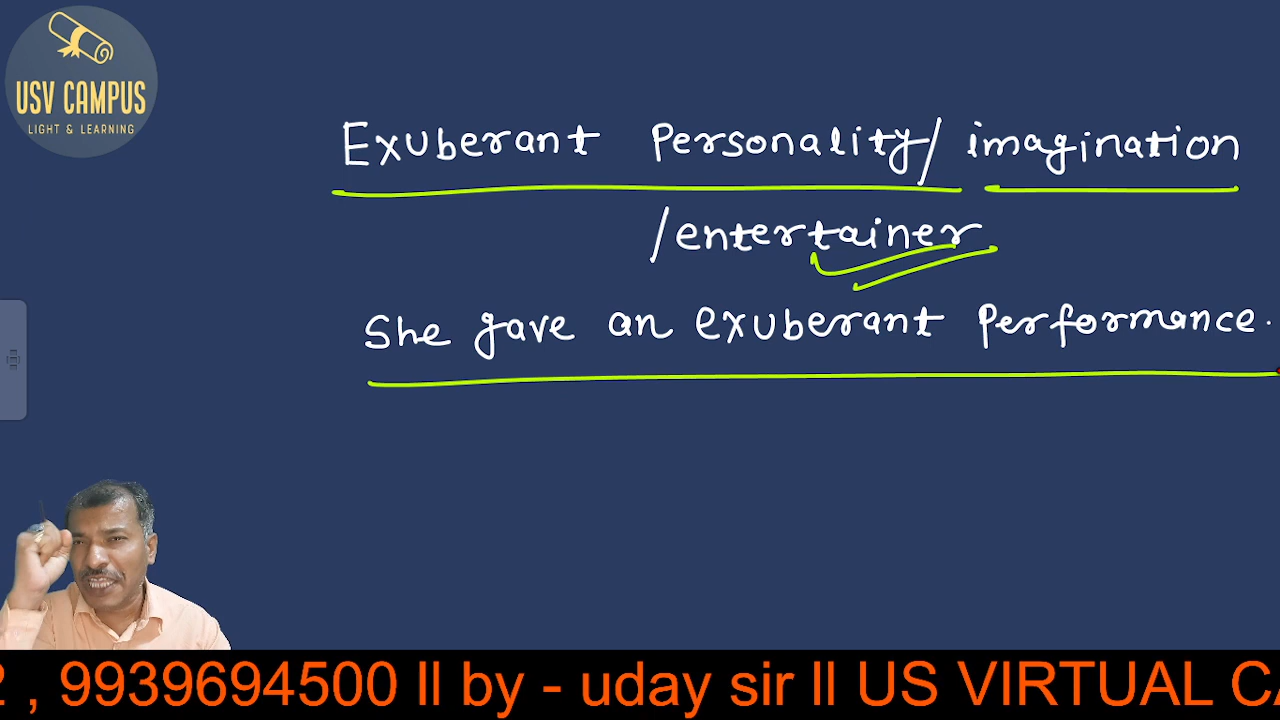 USV CAMPUS
LIGHT & LEARNING
Exuberant Personality/imagination
/entertainer
She gave an exuberant Performance.
2 , 9939694500 ll by - uday sir ll US VIRTUAL CA